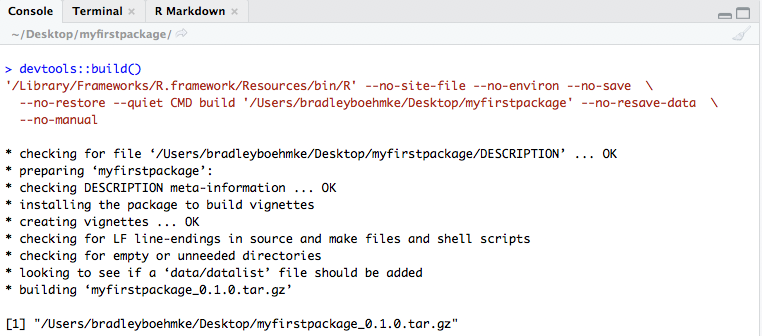 Console Terminal × R Markdown ×
~/Desktop/myfirstpackage/
> devtools::build()
'/Library/Frameworks/R.framework/Resources/bin/R' --no-site-file --no-environ --no-save  \
  --no-restore --quiet CMD build '/Users/bradleyboehmke/Desktop/myfirstpackage' --no-resave-data  \
  --no-manual
* checking for file ‘/Users/bradleyboehmke/Desktop/myfirstpackage/DESCRIPTION’ ... OK
* preparing ‘myfirstpackage’:
* checking DESCRIPTION meta-information ... OK
* installing the package to build vignettes
* creating vignettes ... OK
* checking for LF line-endings in source and make files and shell scripts
* checking for empty or unneeded directories
* looking to see if a ‘data/datalist’ file should be added
* building ‘myfirstpackage_0.1.0.tar.gz’
[1] "/Users/bradleyboehmke/Desktop/myfirstpackage_0.1.0.tar.gz"